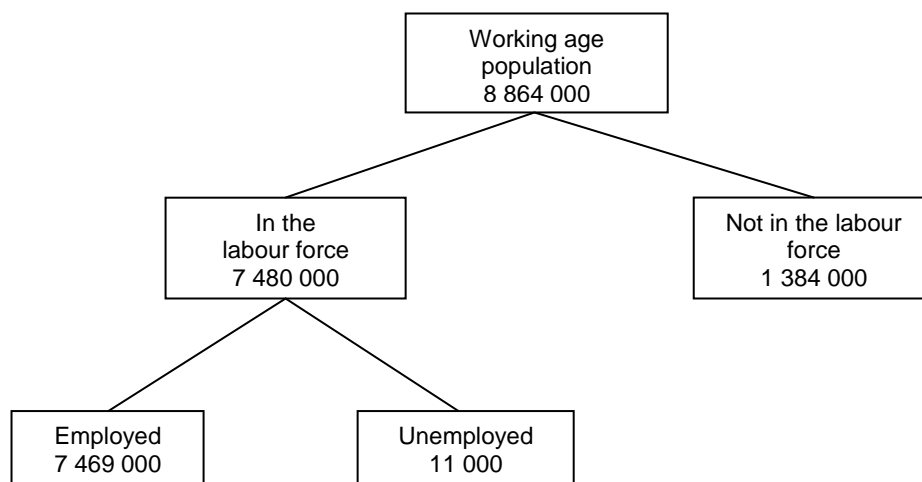 Working age
population
8 864 000
In the
labour force
7 480 000
Not in the labour
force
1 384 000
Employed
7 469 000
Unemployed
11 000